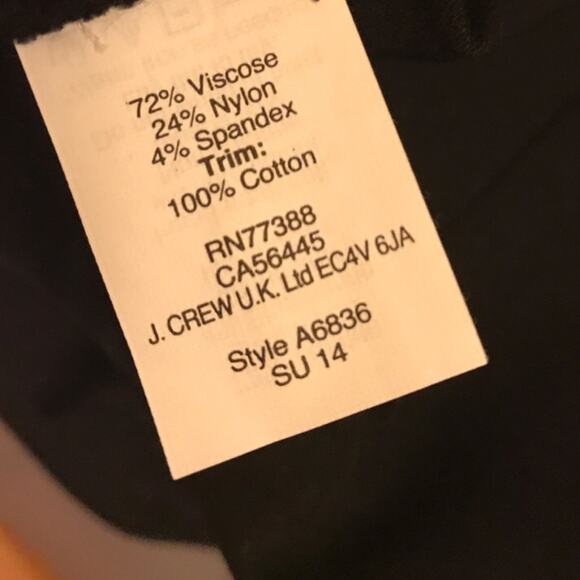 72% Viscose
24% Nylon
4% Spandex
Trim:
100% Cotton
RN77388
CA56445
J. CREW U.K. Ltd EC4V 6JA
Style A6836
SU 14